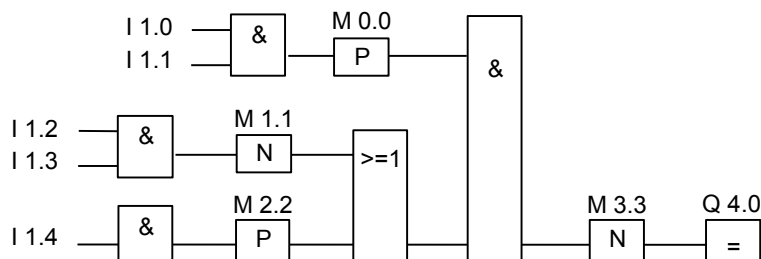 I 1.0
I 1.1
&
M 0.0
P
&
I 1.2
I 1.3
&
M 1.1
N
>=1
I 1.4
&
M 2.2
P
M 3.3
N
Q 4.0
=